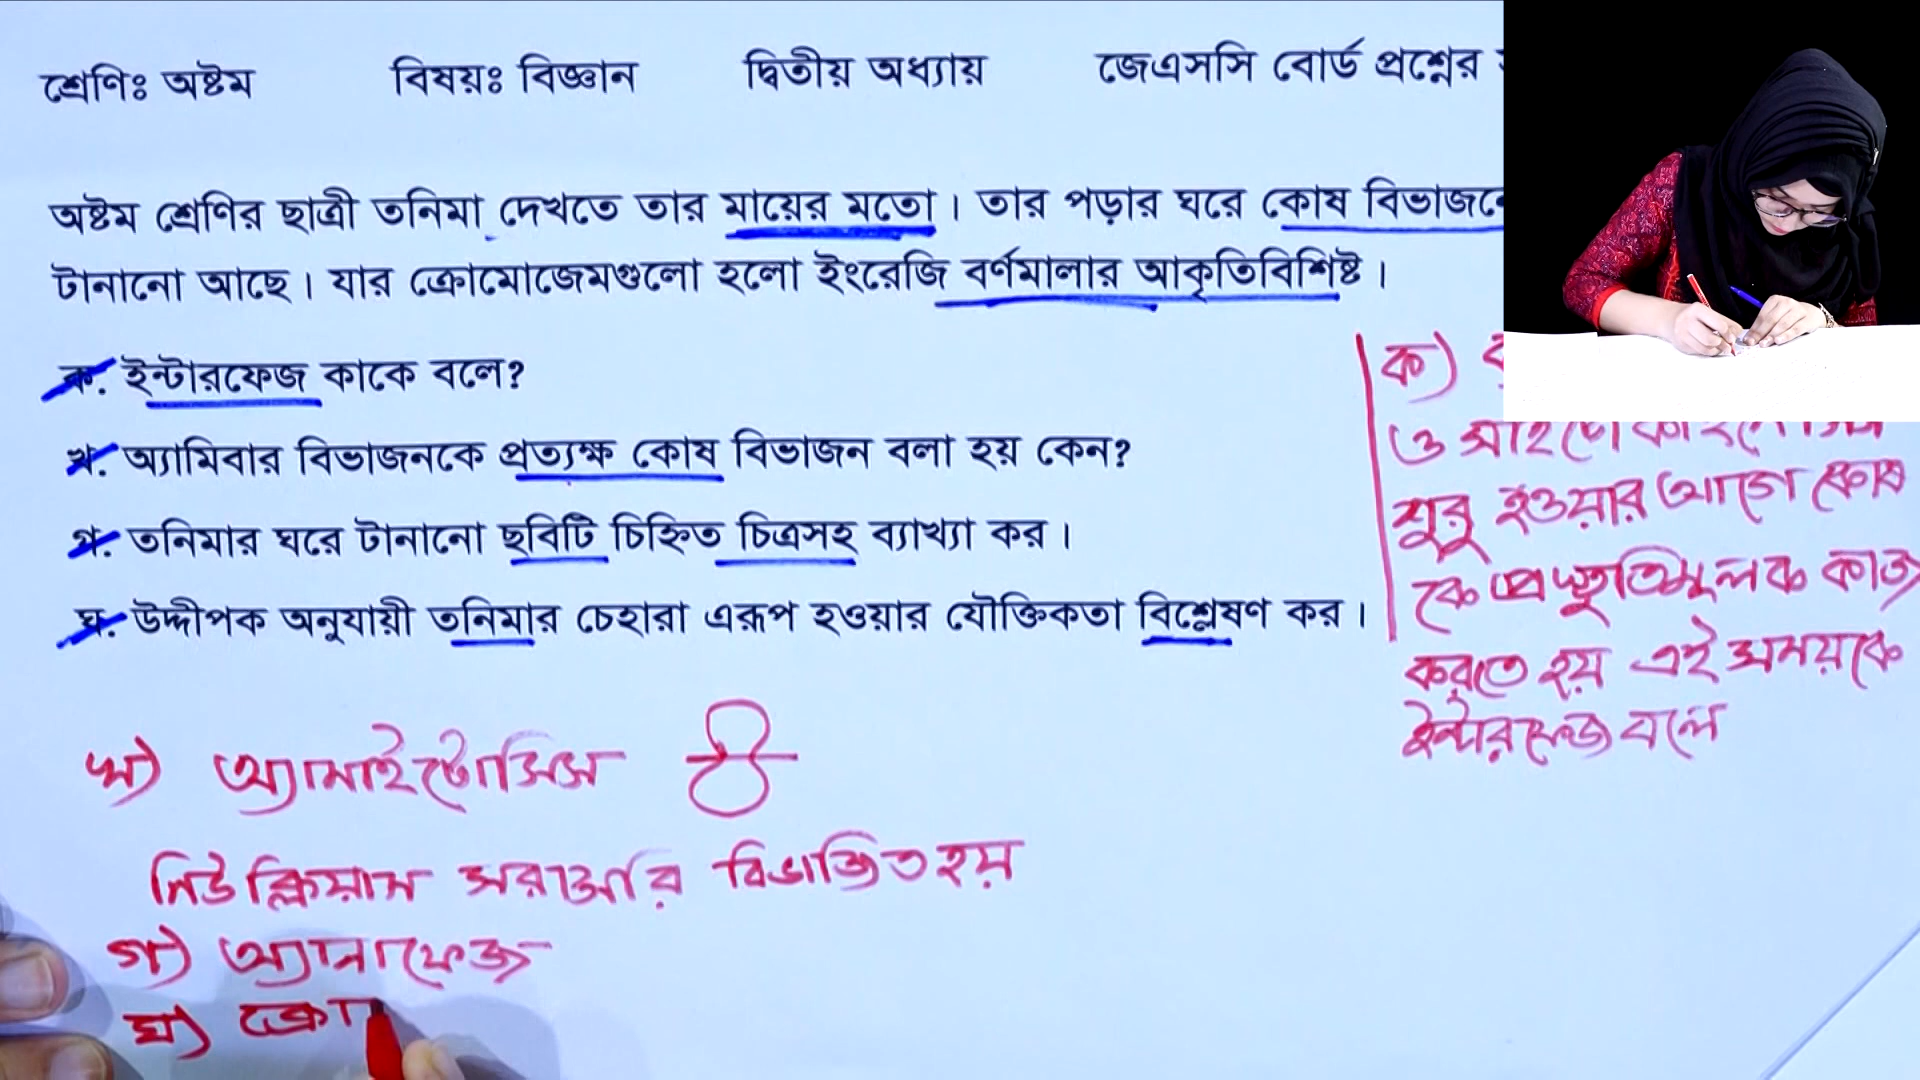 শ্রেণিঃ অষ্টম বিষয়ঃ বিজ্ঞান দ্বিতীয় অধ্যায় জেএসসি বোর্ড প্রশ্নের
অষ্টম শ্রেণির ছাত্রী তনিমা দেখতে তার মায়ের মতো। তার পড়ার ঘরে কোষ বিভাজনে
টানানো আছে। যার ক্রোমোজেমগুলো হলো ইংরেজি বর্ণমালার আকৃতিবিশিষ্ট।
ক. ইন্টারফেজ কাকে বলে?
খ. অ্যামিবার বিভাজনকে প্রত্যক্ষ কোষ বিভাজন বলা হয় কেন?
গ. তনিমার ঘরে টানানো ছবিটি চিহ্নিত চিত্রসহ ব্যাখ্যা কর।
ঘ. উদ্দীপক অনুযায়ী তনিমার চেহারা এরূপ হওয়ার যৌক্তিকতা বিশ্লেষণ কর।
ক)
ও
শুরু হওয়ার আগে কোষ
কে প্রস্তুতিমূলক কাজ
করতে হয় এই সময়কে
ইন্টারফেজ বলে
খ) অ্যামাইটোসিস
নিউক্লিয়াস সরাসরি বিভাজিত হয়
গ) অ্যানাফেজ
ঘ) ক্রো